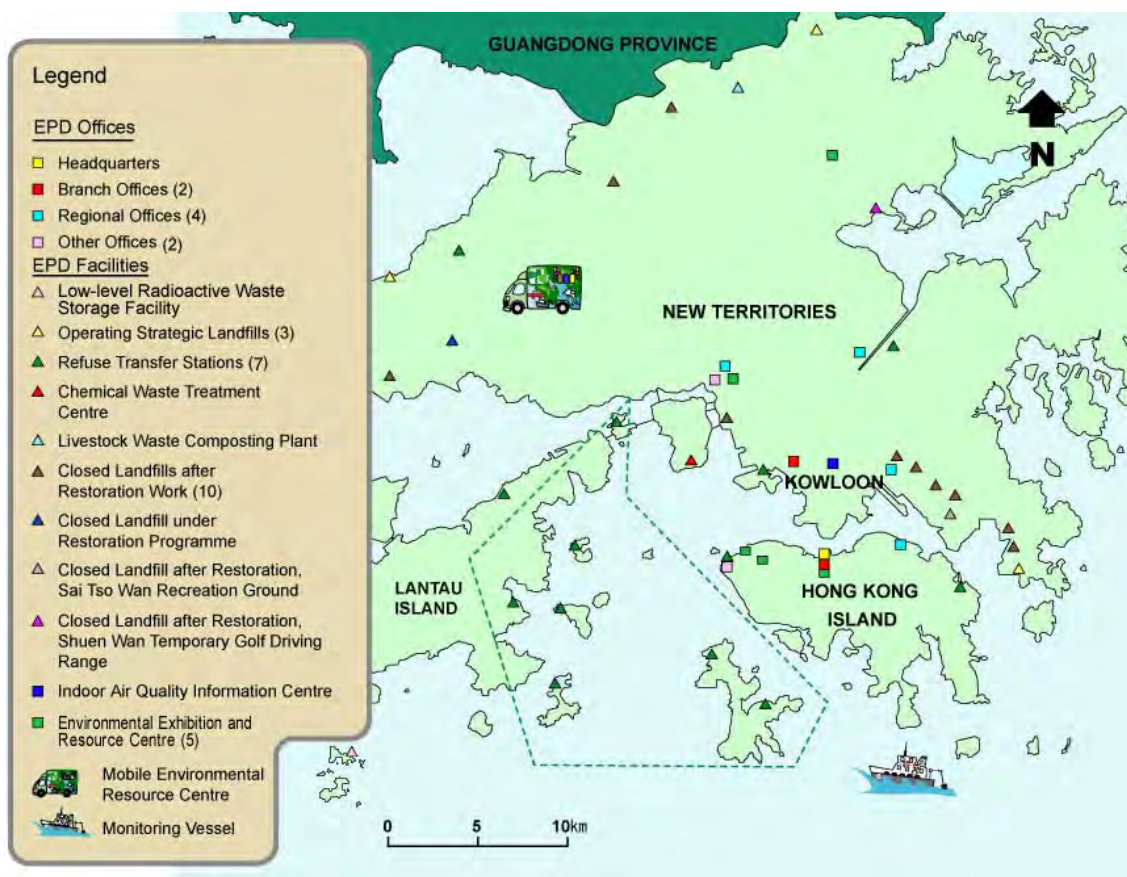 Legend
EPD Offices
Headquarters
Branch Offices (2)
Regional Offices (4)
Other Offices (2)
EPD Facilities
Low-level Radioactive Waste
Storage Facility
Operating Strategic Landfills (3)
Refuse Transfer Stations (7)
Chemical Waste Treatment
Centre
Livestock Waste Composting Plant
Closed Landfills after
Restoration Work (10)
Closed Landfill under
Restoration Programme
Closed Landfill after Restoration,
Sai Tso Wan Recreation Ground
Closed Landfill after Restoration,
Shuen Wan Temporary Golf Driving
Range
Indoor Air Quality Information Centre
Environmental Exhibition and
Resource Centre (5)
Mobile Environmental
Resource Centre
Monitoring Vessel
GUANGDONG PROVINCE
N
NEW TERRITORIES
KOWLOON
LANTAU
ISLAND
HONG KONG
ISLAND
0 5 10km